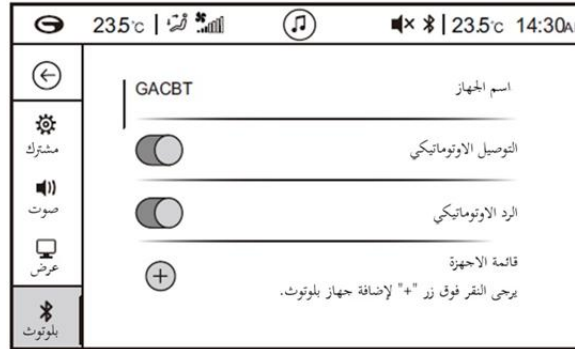 23.5°C
23.5°C 14:30AM
اسم الجهاز
GACBT
التوصيل الاوتوماتيكي
الرد الاوتوماتيكي
قائمة الاجهزة
يرجى النقر فوق زر "+" لإضافة جهاز بلوتوث.
مشترك
صوت
عرض
بلوتوث